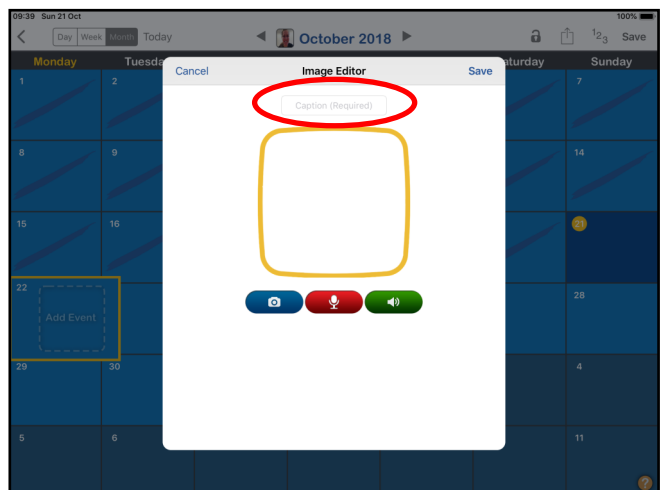 09:39 Sun 21 Oct 100%
Day Week Month Today October 2018 123 Save
Monday Tuesda turday Sunday
Cancel Image Editor Save
Caption (Required)
1 2 7
8 9 14
15 16 21
22 28
Add Event
29 30 4
5 6 11
?